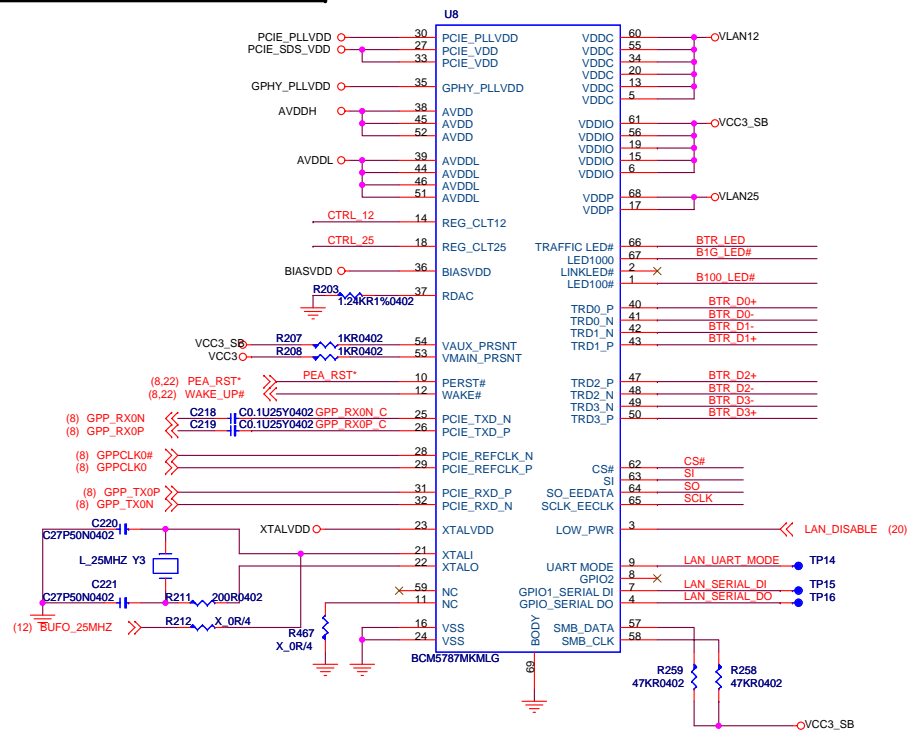 U8
PCIE_PLLVDD 30 PCIE_PLLVDD VDDC 60 VLAN12
PCIE_SDS_VDD 27 PCIE_VDD VDDC 55
33 PCIE_VDD VDDC 34
VDDC 20
GPHY_PLLVDD 35 GPHY_PLLVDD VDDC 13
VDDC 5
AVDDH 38 AVDD
45 AVDD VDDIO 61 VCC3_SB
52 AVDD VDDIO 56
VDDIO 19
AVDDL 39 AVDDL VDDIO 15
44 AVDDL VDDIO 6
46 AVDDL
51 AVDDL VDDP 68 VLAN25
VDDP 17
CTRL_12 14 REG_CLT12
CTRL_25 18 REG_CLT25 TRAFFIC LED# 66 BTR_LED
LED1000 67 B1G_LED#
BIASVDD 36 BIASVDD LINKLED# 2
LED100# 1 B100_LED#
R203 1.24KR1%0402 37 RDAC
TRD0_P 40 BTR_D0+
TRD0_N 41 BTR_D0-
TRD1_N 42 BTR_D1-
TRD1_P 43 BTR_D1+
VCC3_SB R207 1KR0402 54 VAUX_PRSNT
VCC3 R208 1KR0402 53 VMAIN_PRSNT
(8,22) PEA_RST* PEA_RST* 10 PERST# TRD2_P 47 BTR_D2+
(8,22) WAKE_UP# 12 WAKE# TRD2_N 48 BTR_D2-
TRD3_N 49 BTR_D3-
TRD3_P 50 BTR_D3+
(8) GPP_RX0N C218 C0.1U25Y0402 GPP_RX0N_C 25 PCIE_TXD_N
(8) GPP_RX0P C219 C0.1U25Y0402 GPP_RX0P_C 26 PCIE_TXD_P
(8) GPPCLK0# 28 PCIE_REFCLK_N
(8) GPPCLK0 29 PCIE_REFCLK_P CS# 62 CS#
SI 63 SI
(8) GPP_TX0P 31 PCIE_RXD_P SO_EEDATA 64 SO
(8) GPP_TX0N 32 PCIE_RXD_N SCLK_EECLK 65 SCLK
XTALVDD 23 XTALVDD LOW_PWR 3 LAN_DISABLE (20)
C220
C27P50N0402
21 XTALI
L_25MHZ Y3 22 XTALO UART MODE 9 LAN_UART_MODE TP14
GPIO2 8
C221
C27P50N0402 R211 200R0402 59 NC GPIO1_SERIAL DI 7 LAN_SERIAL_DI TP15
11 NC GPIO_SERIAL DO 4 LAN_SERIAL_DO TP16
(12) BUFO_25MHZ R212 X_0R/4
R467
X_0R/4
16 VSS SMB_DATA 57
24 VSS SMB_CLK 58
BODY
69
BCM5787MKMLG
R259
47KR0402
R258
47KR0402
VCC3_SB